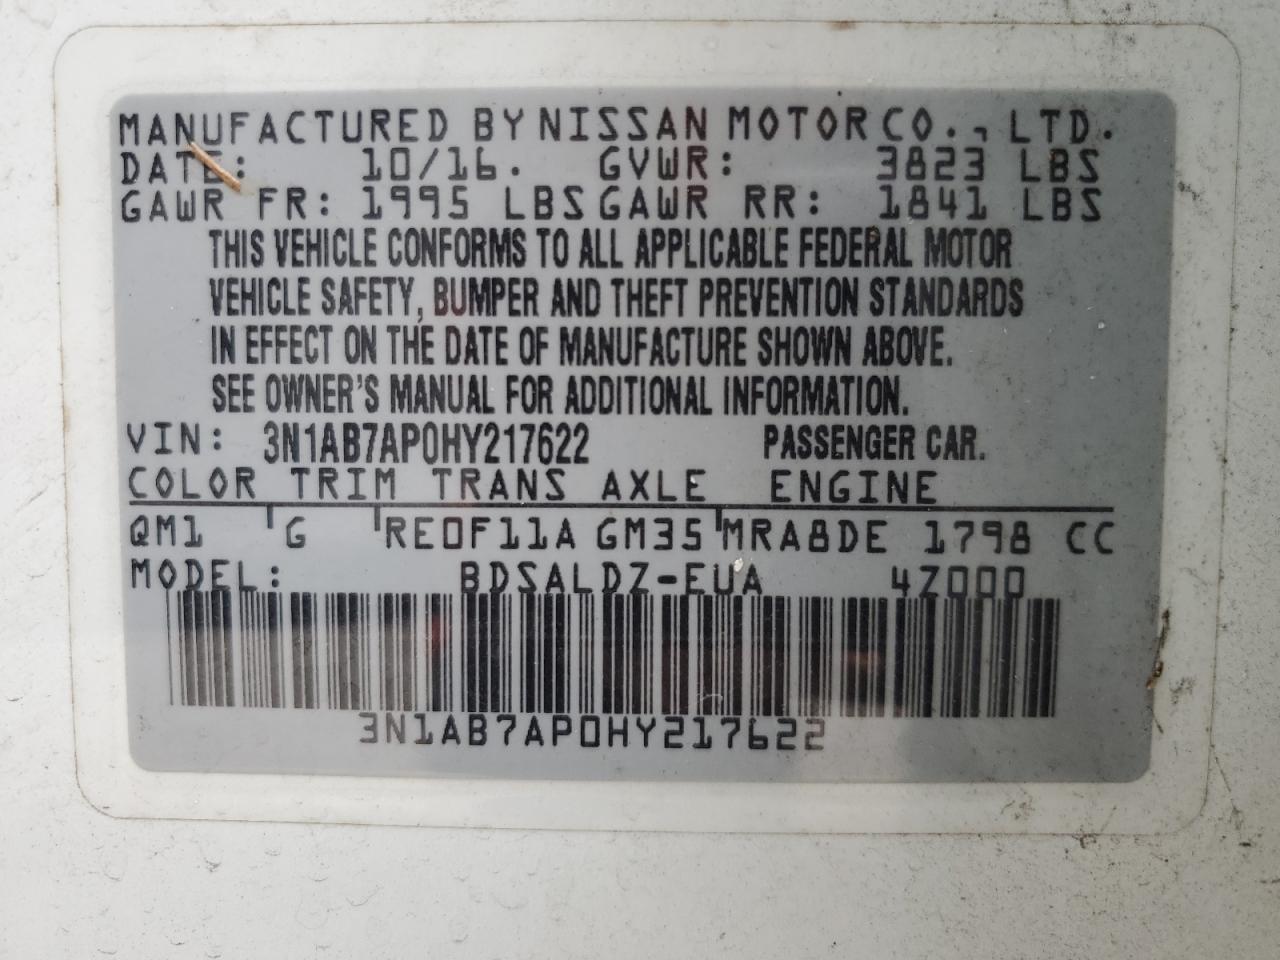 MANUFACTURED BY NISSAN MOTOR CO., LTD.
DATE: 10/16. GVWR: 3823 LBS
GAWR FR: 1995 LBS GAWR RR: 1841 LBS
THIS VEHICLE CONFORMS TO ALL APPLICABLE FEDERAL MOTOR
VEHICLE SAFETY, BUMPER AND THEFT PREVENTION STANDARDS
IN EFFECT ON THE DATE OF MANUFACTURE SHOWN ABOVE.
SEE OWNER'S MANUAL FOR ADDITIONAL INFORMATION.
VIN: 3N1AB7AP0HY217622 PASSENGER CAR.
COLOR TRIM TRANS AXLE ENGINE
QM1 G RE0F11A GM35 MRA8DE 1798 CC
MODEL: BDSALDZ-EUA 4Z000
3N1AB7AP0HY217622